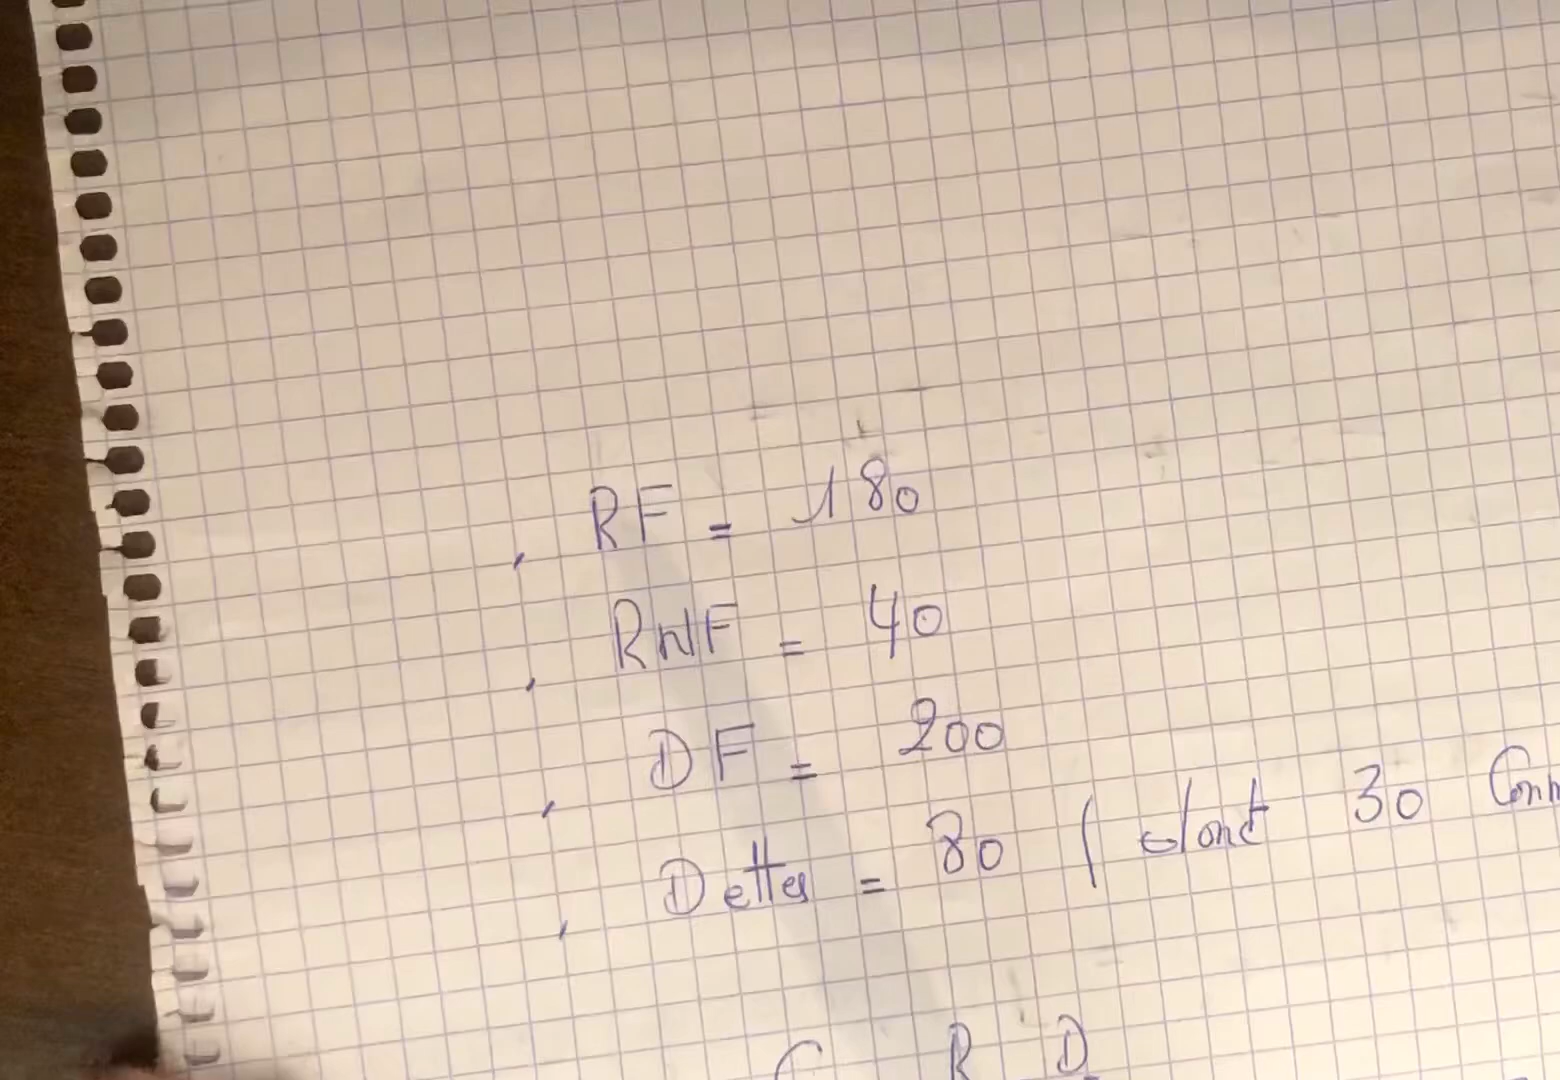 RF = 180
RNF = 40
DF = 200
Dettes = 80 ( dont 30
R D